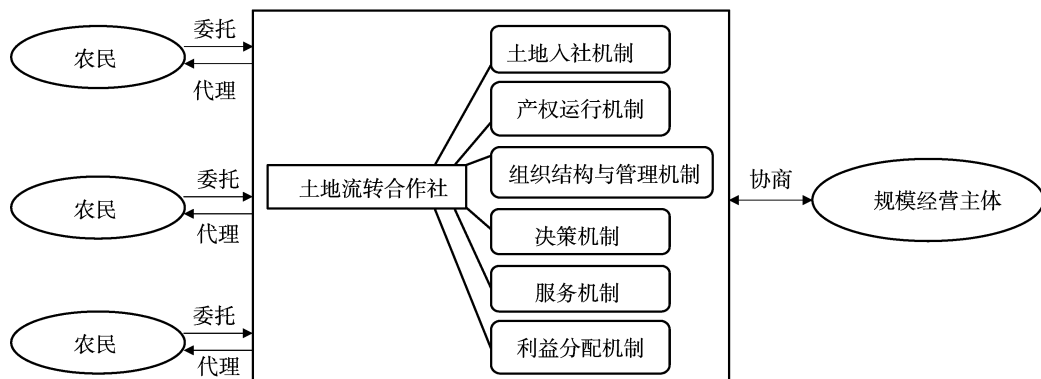 农民
委托
代理
农民
委托
代理
农民
委托
代理
土地流转合作社
土地入社机制
产权运行机制
组织结构与管理机制
决策机制
服务机制
利益分配机制
协商
规模经营主体